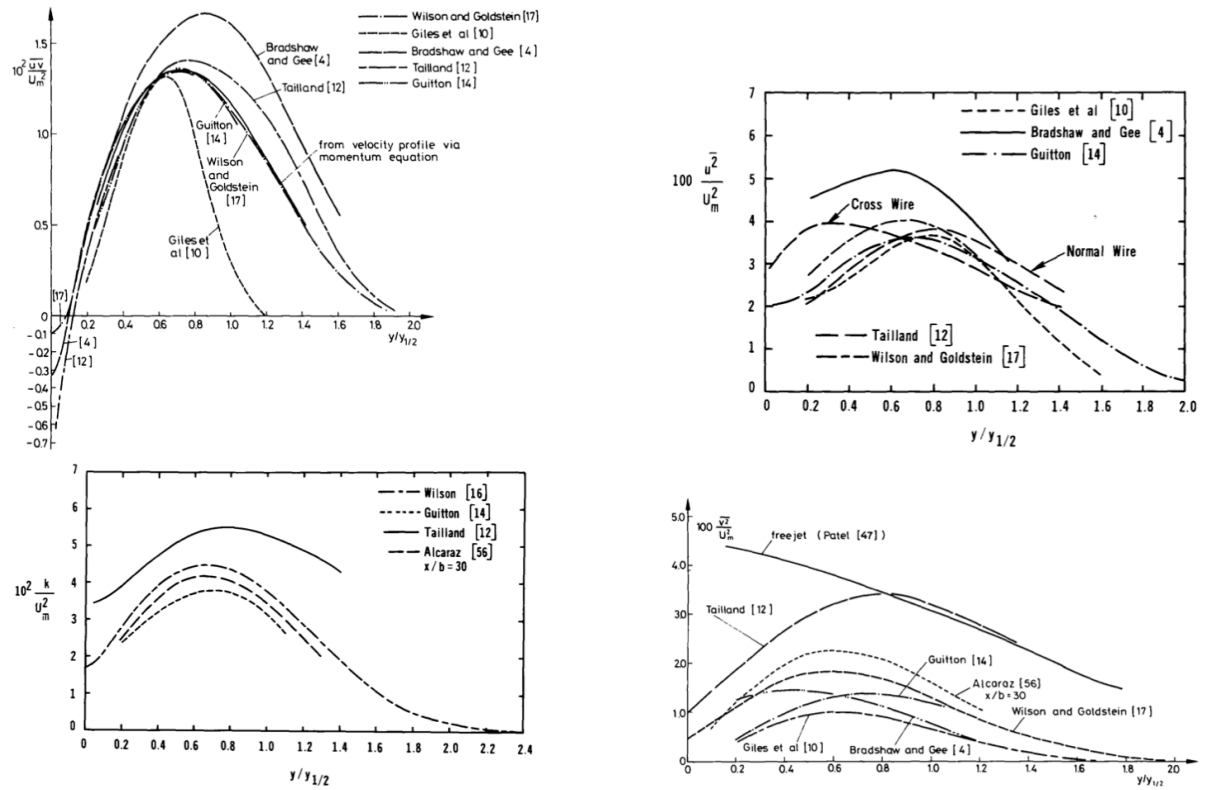 10² u̅v̅/U²m
1.5
1.0
0.5
0
-0.1
-0.2
-0.3
-0.4
-0.5
-0.6
-0.7
Wilson and Goldstein [17]
Giles et al [10]
Bradshaw and Gee [4]
Tailland [12]
Guitton [14]
Bradshaw
and Gee [4]
Tailland [12]
Guitton
[14]
Wilson
and
Goldstein
[17]
from velocity profile via
momentum equation
Giles et
al [10]
[17]
[4]
[12]
0.2 0.4 0.6 0.8 1.0 1.2 1.4 1.6 1.8 2.0
y/y1/2
7
6
5
4
3
2
1
0
100 u̅²/U²m
Giles et al [10]
Bradshaw and Gee [4]
Guitton [14]
Cross Wire
Normal Wire
Tailland [12]
Wilson and Goldstein [17]
0 0.2 0.4 0.6 0.8 1.0 1.2 1.4 1.6 1.8 2.0
y/y1/2
7
6
5
4
3
2
1
0
10² k/U²m
Wilson [16]
Guitton [14]
Tailland [12]
Alcaraz [56]
x/b = 30
0 0.2 0.4 0.6 0.8 1.0 1.2 1.4 1.6 1.8 2.0 2.2 2.4
y/y1/2
5.0
4.0
3.0
2.0
1.0
0
100 v̅²/U²m
free jet (Patel [47])
Tailland [12]
Guitton [14]
Alcaraz [56]
x/b=30
Wilson and Goldstein [17]
Giles et al [10]
Bradshaw and Gee [4]
0 0.2 0.4 0.6 0.8 1.0 1.2 1.4 1.6 1.8 2.0
y/y1/2